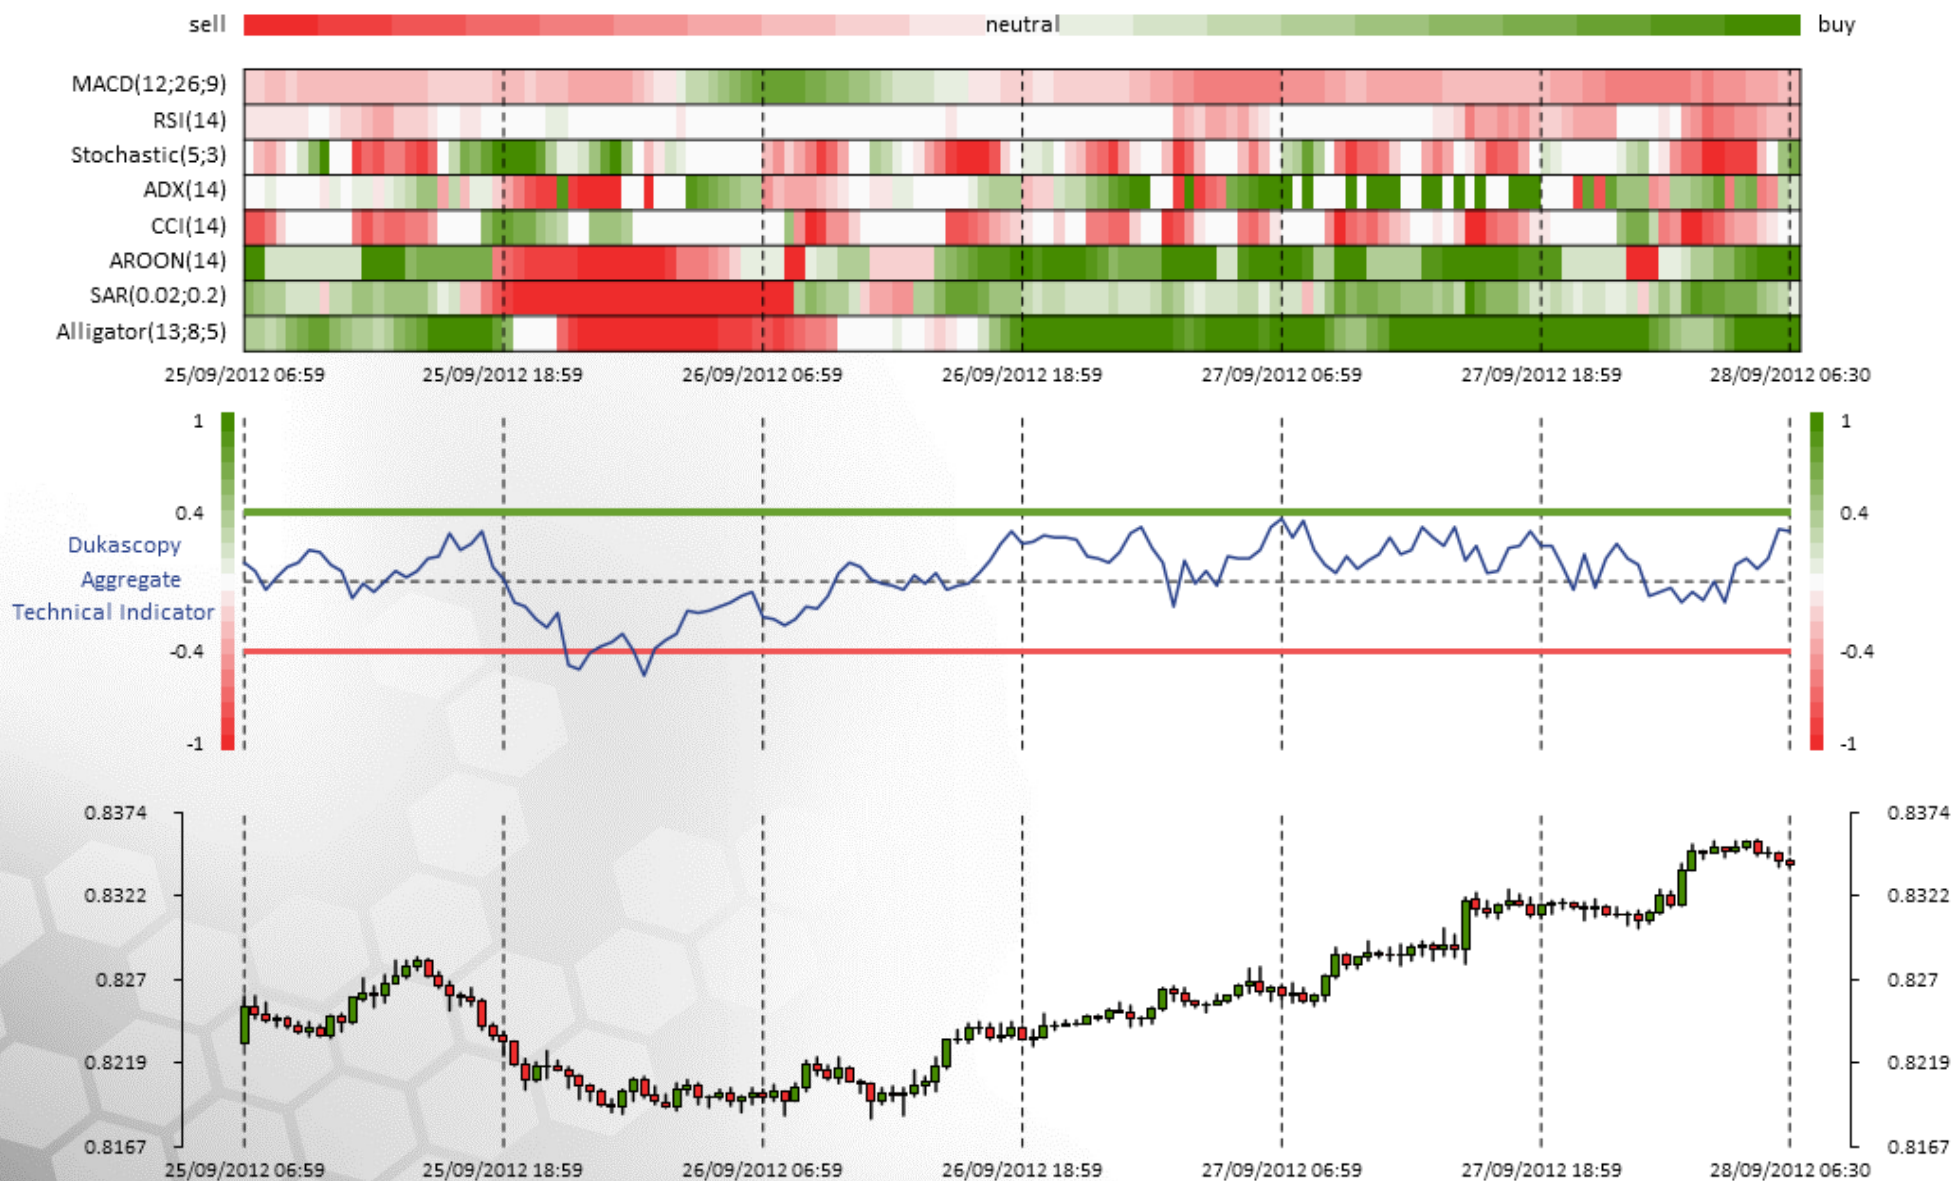 sell neutral buy
MACD(12;26;9)
RSI(14)
Stochastic(5;3)
ADX(14)
CCI(14)
AROON(14)
SAR(0.02;0.2)
Alligator(13;8;5)
25/09/2012 06:59 25/09/2012 18:59 26/09/2012 06:59 26/09/2012 18:59 27/09/2012 06:59 27/09/2012 18:59 28/09/2012 06:30
1 1
0.4 0.4
Dukascopy
Aggregate
Technical Indicator
-0.4 -0.4
-1 -1
0.8374 0.8374
0.8322 0.8322
0.827 0.827
0.8219 0.8219
0.8167 0.8167
25/09/2012 06:59 25/09/2012 18:59 26/09/2012 06:59 26/09/2012 18:59 27/09/2012 06:59 27/09/2012 18:59 28/09/2012 06:30